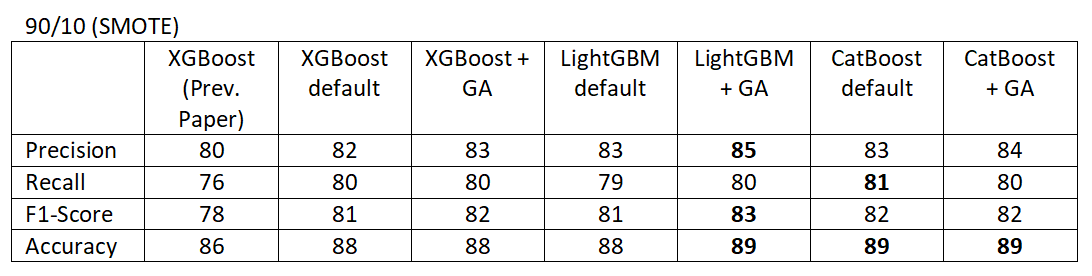 90/10 (SMOTE)
XGBoost (Prev. Paper) XGBoost default XGBoost + GA LightGBM default LightGBM + GA CatBoost default CatBoost + GA
Precision 80 82 83 83 85 83 84
Recall 76 80 80 79 80 81 80
F1-Score 78 81 82 81 83 82 82
Accuracy 86 88 88 88 89 89 89